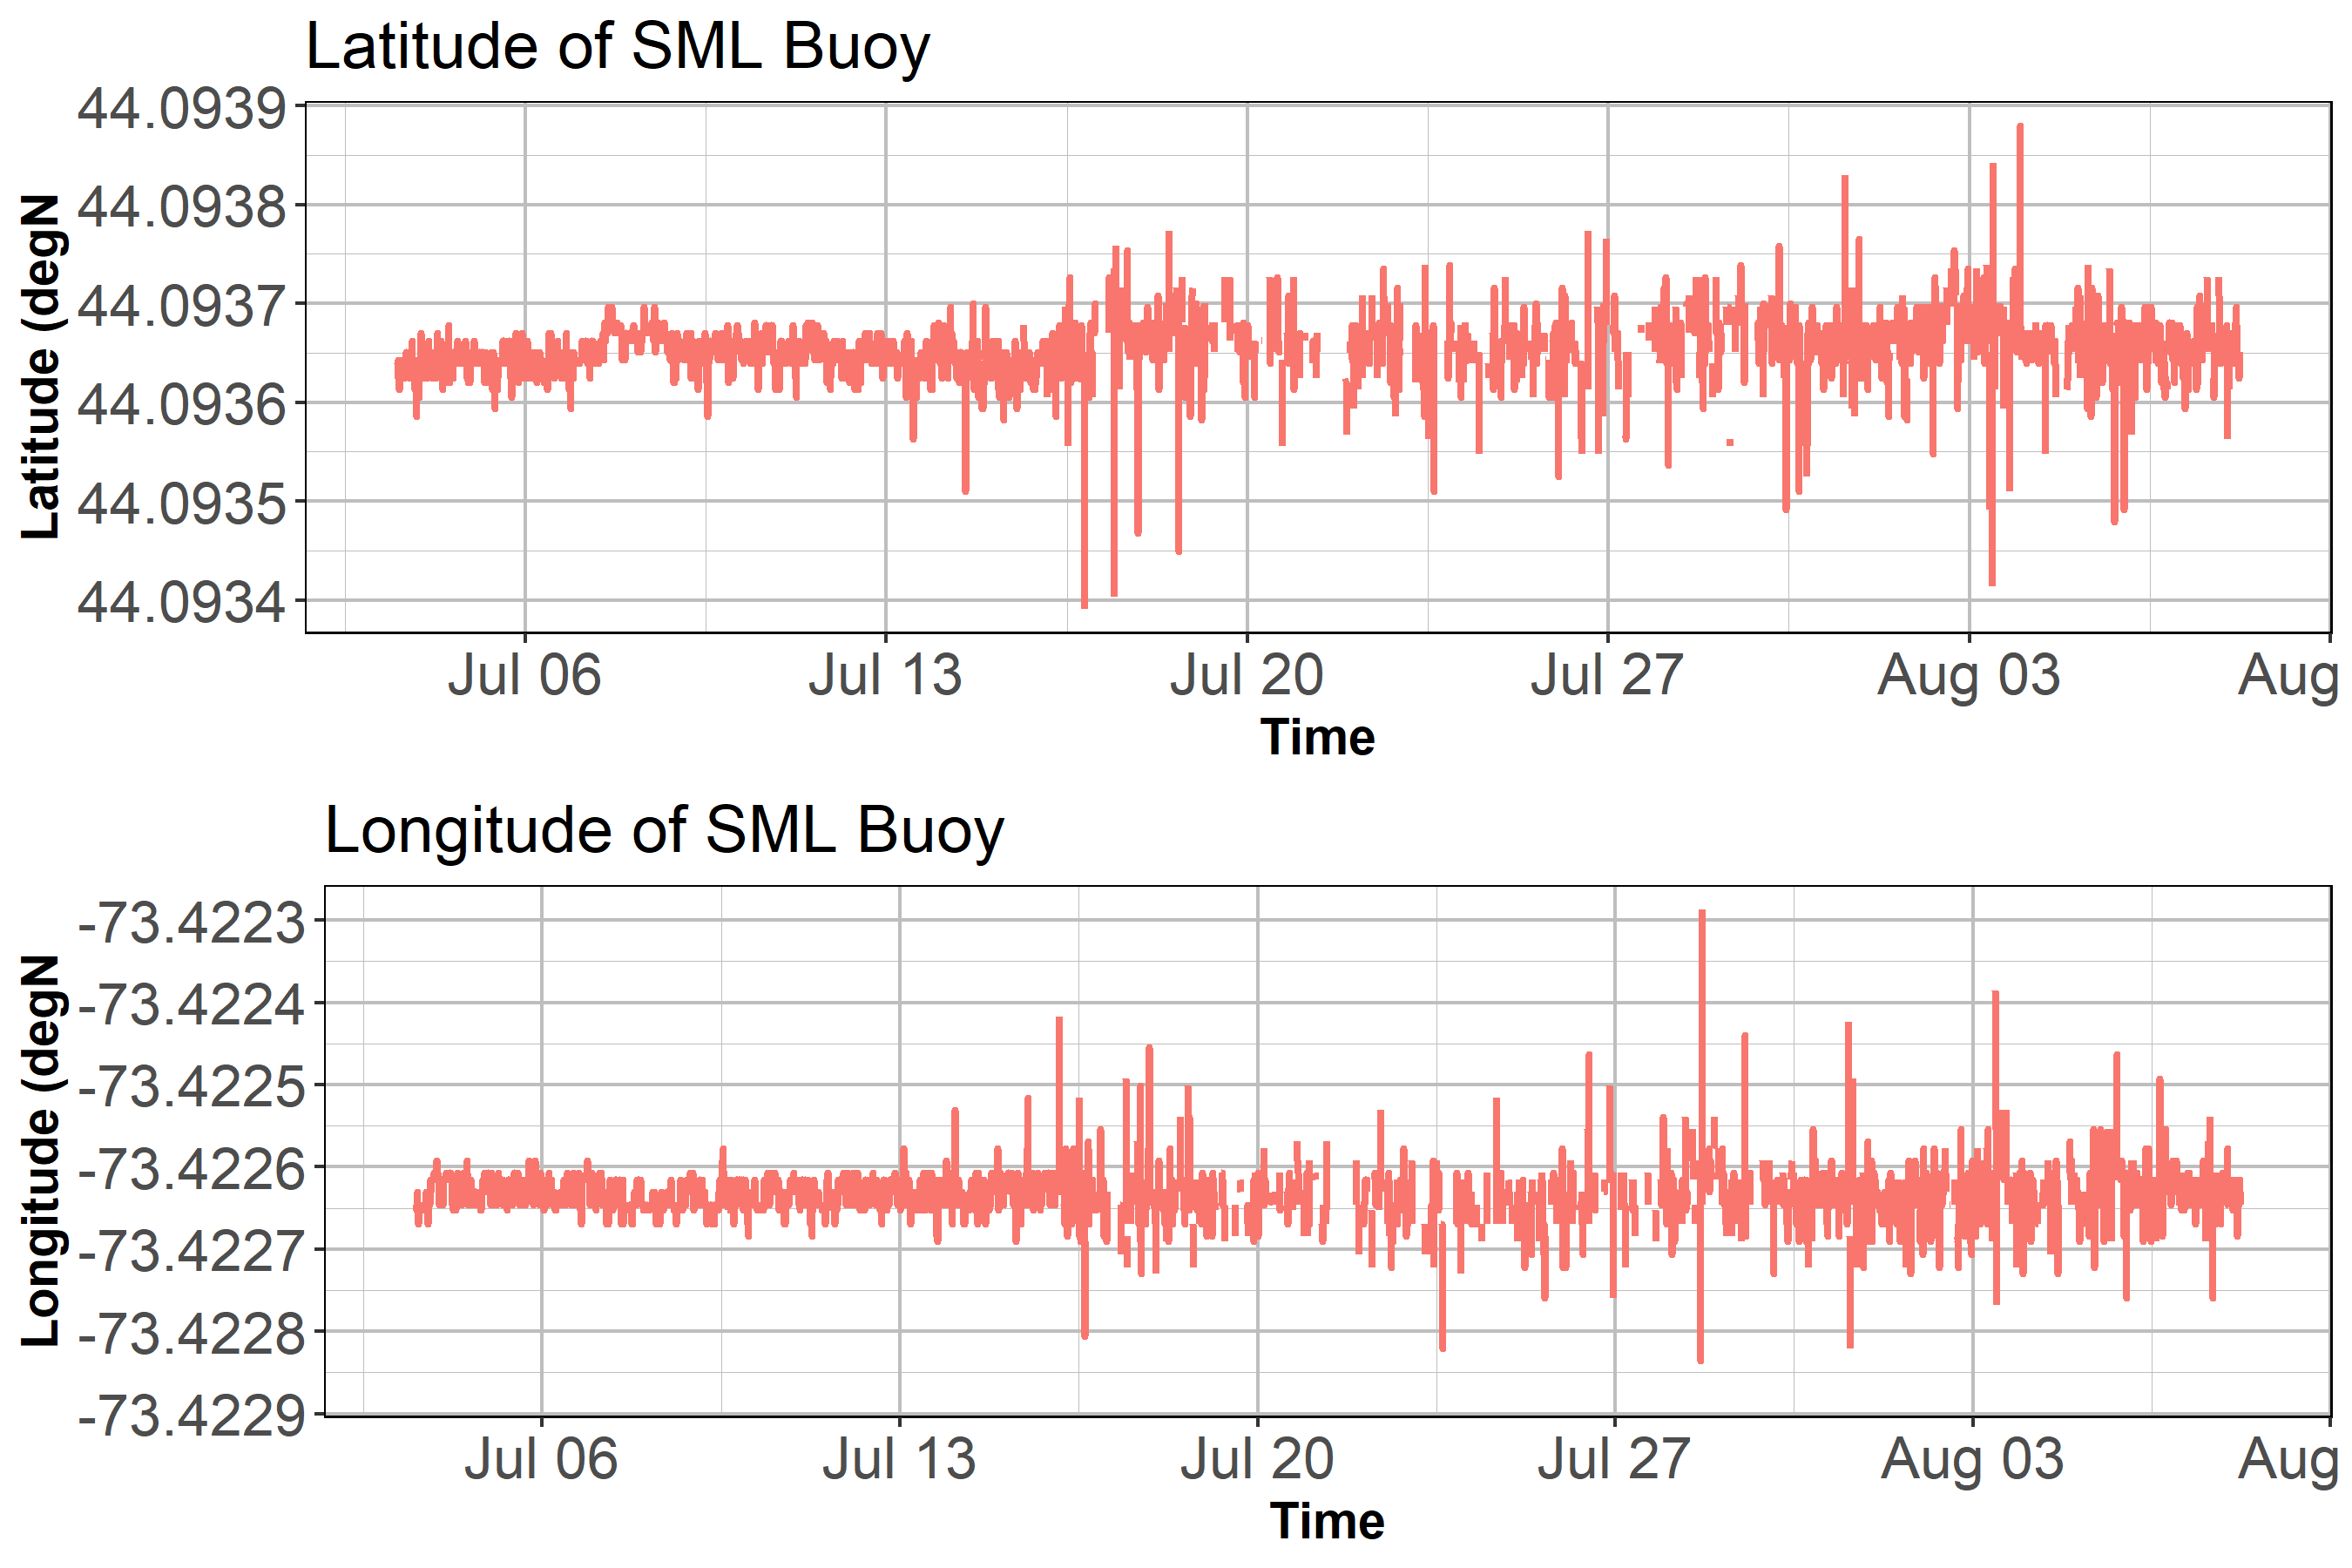 Latitude of SML Buoy
44.0939
44.0938
44.0937
44.0936
44.0935
44.0934
Latitude (degN
Jul 06 Jul 13 Jul 20 Jul 27 Aug 03 Aug
Time
Longitude of SML Buoy
-73.4223
-73.4224
-73.4225
-73.4226
-73.4227
-73.4228
-73.4229
Longitude (degN
Jul 06 Jul 13 Jul 20 Jul 27 Aug 03 Aug
Time